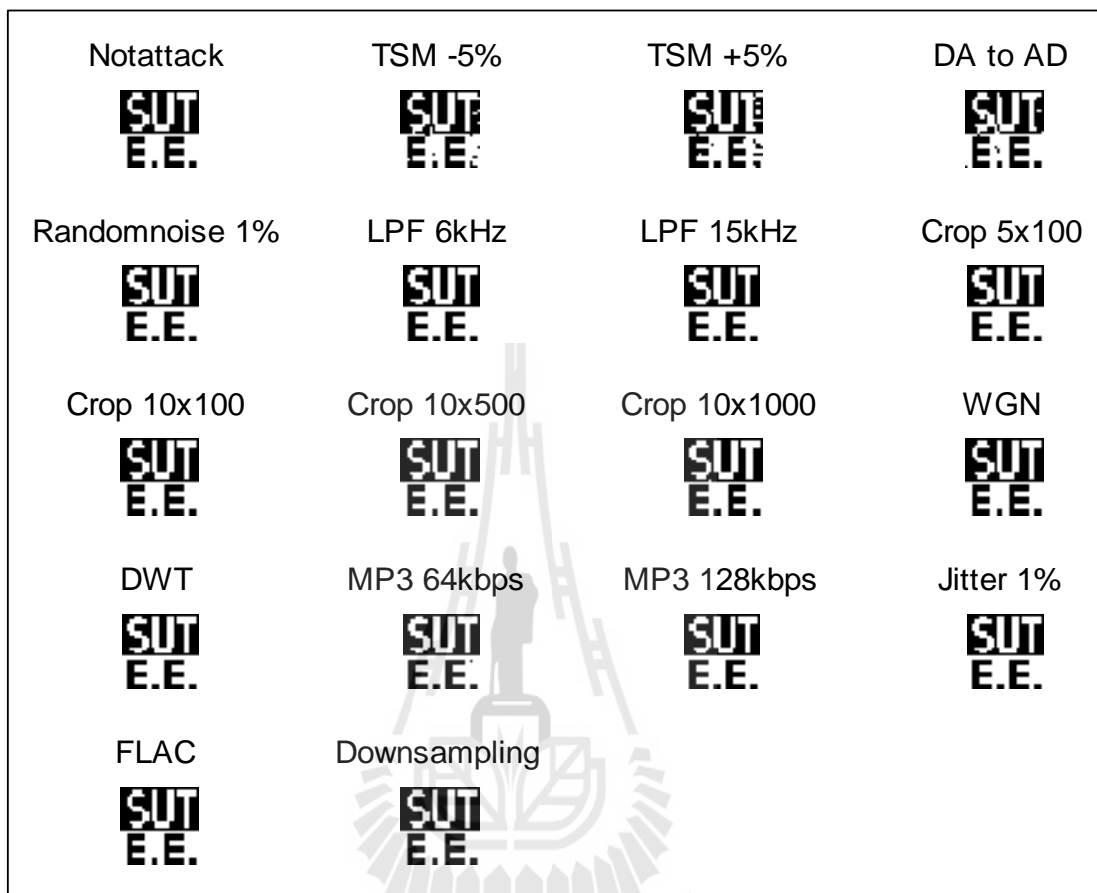 Notattack TSM -5% TSM +5% DA to AD
SUT SUT SUT SUT
E.E. E.E. E.E. E.E.
Randomnoise 1% LPF 6kHz LPF 15kHz Crop 5x100
SUT SUT SUT SUT
E.E. E.E. E.E. E.E.
Crop 10x100 Crop 10x500 Crop 10x1000 WGN
SUT SUT SUT SUT
E.E. E.E. E.E. E.E.
DWT MP3 64kbps MP3 128kbps Jitter 1%
SUT SUT SUT SUT
E.E. E.E. E.E. E.E.
FLAC Downsampling
SUT SUT
E.E. E.E.